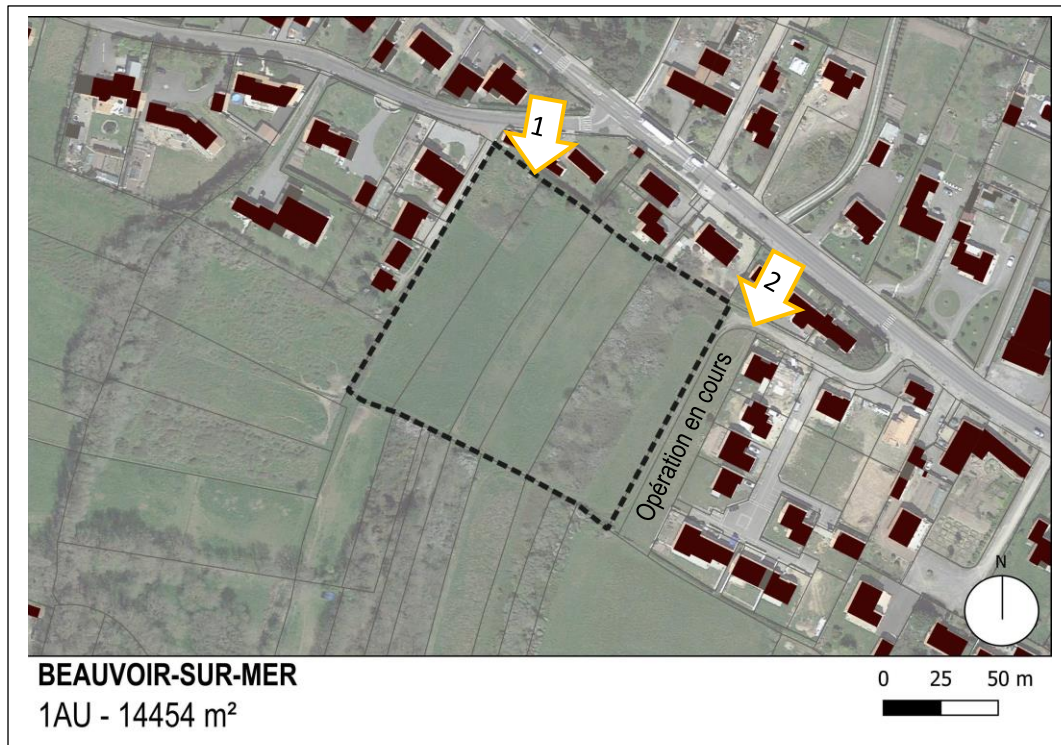 1
2
Opération en cours
N
BEAUVOIR-SUR-MER
1AU - 14454 m²
0 25 50 m